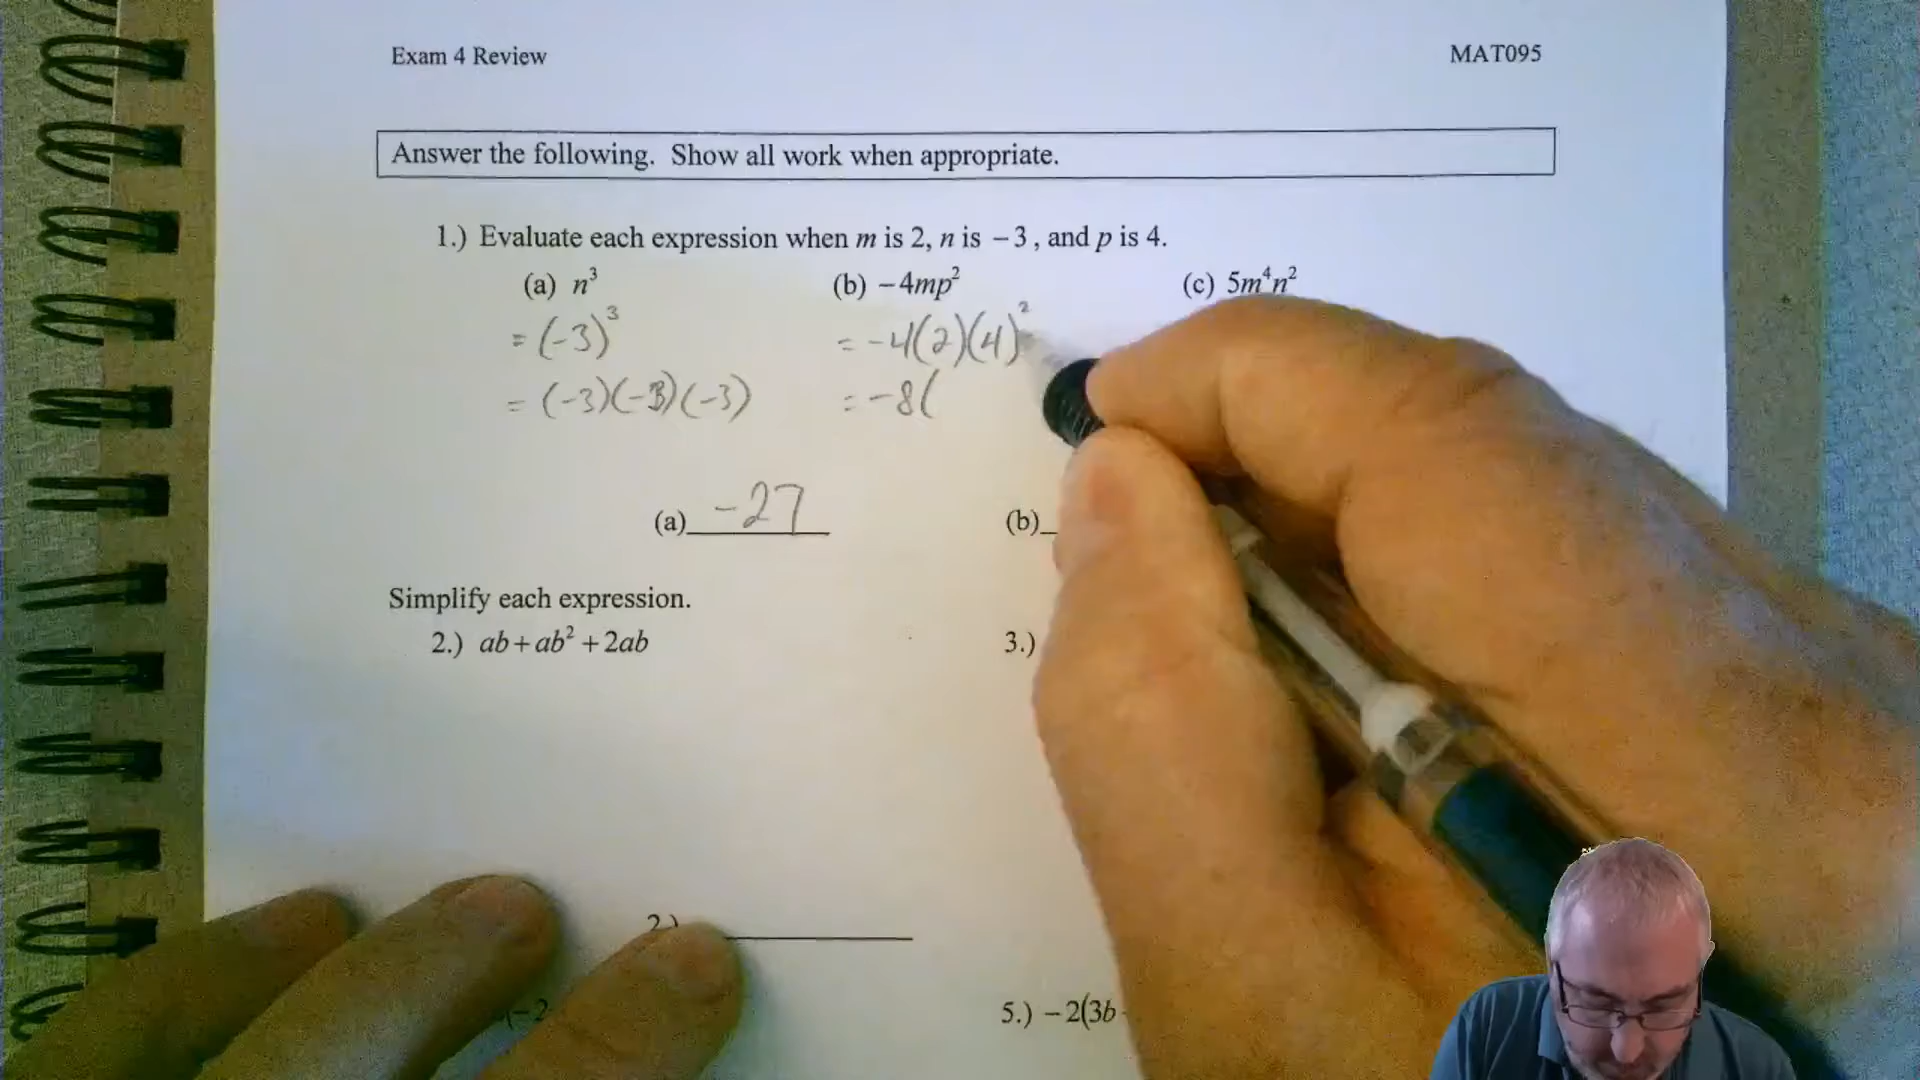 Exam 4 Review MAT095
Answer the following. Show all work when appropriate.
1.) Evaluate each expression when m is 2, n is −3, and p is 4.
(a) n³ (b) −4mp² (c) 5m⁴n²
= (-3)³ = -4(2)(4)²
= (-3)(-3)(-3) = -8(
(a) -27 (b)
Simplify each expression.
2.) ab + ab² + 2ab 3.)
2.)
(-2 5.) −2(3b